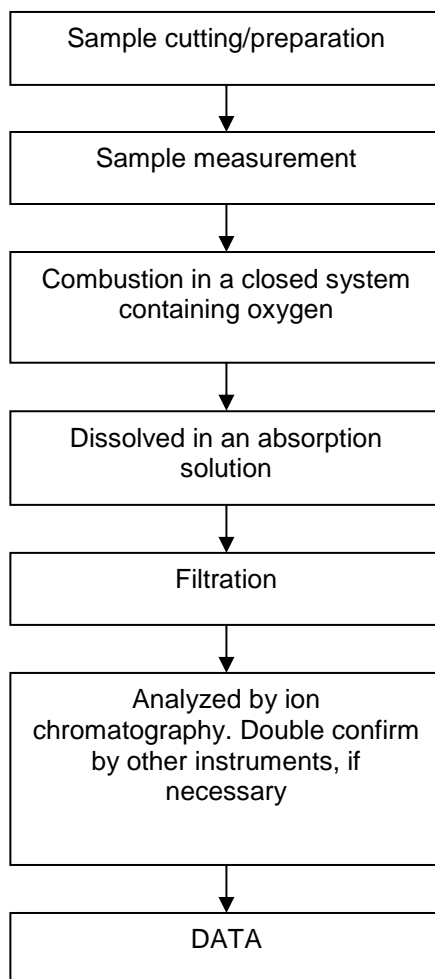 Sample cutting/preparation
Sample measurement
Combustion in a closed system
containing oxygen
Dissolved in an absorption
solution
Filtration
Analyzed by ion
chromatography. Double confirm
by other instruments, if
necessary
DATA